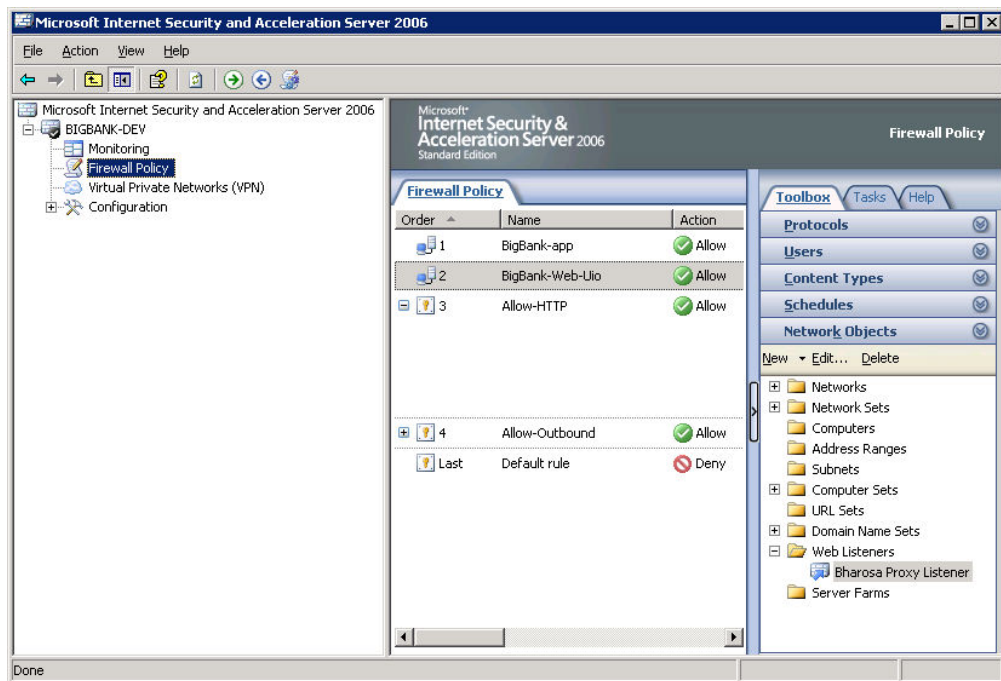 Microsoft Internet Security and Acceleration Server 2006
File Action View Help
Microsoft Internet Security and Acceleration Server 2006
BIGBANK-DEV
Monitoring
Firewall Policy
Virtual Private Networks (VPN)
Configuration
Microsoft®
Internet Security &
Acceleration Server 2006
Standard Edition
Firewall Policy
Firewall Policy
Order Name Action
1 BigBank-app Allow
2 BigBank-Web-Uio Allow
3 Allow-HTTP Allow
4 Allow-Outbound Allow
Last Default rule Deny
Toolbox Tasks Help
Protocols
Users
Content Types
Schedules
Network Objects
New Edit... Delete
Networks
Network Sets
Computers
Address Ranges
Subnets
Computer Sets
URL Sets
Domain Name Sets
Web Listeners
Bharosa Proxy Listener
Server Farms
Done